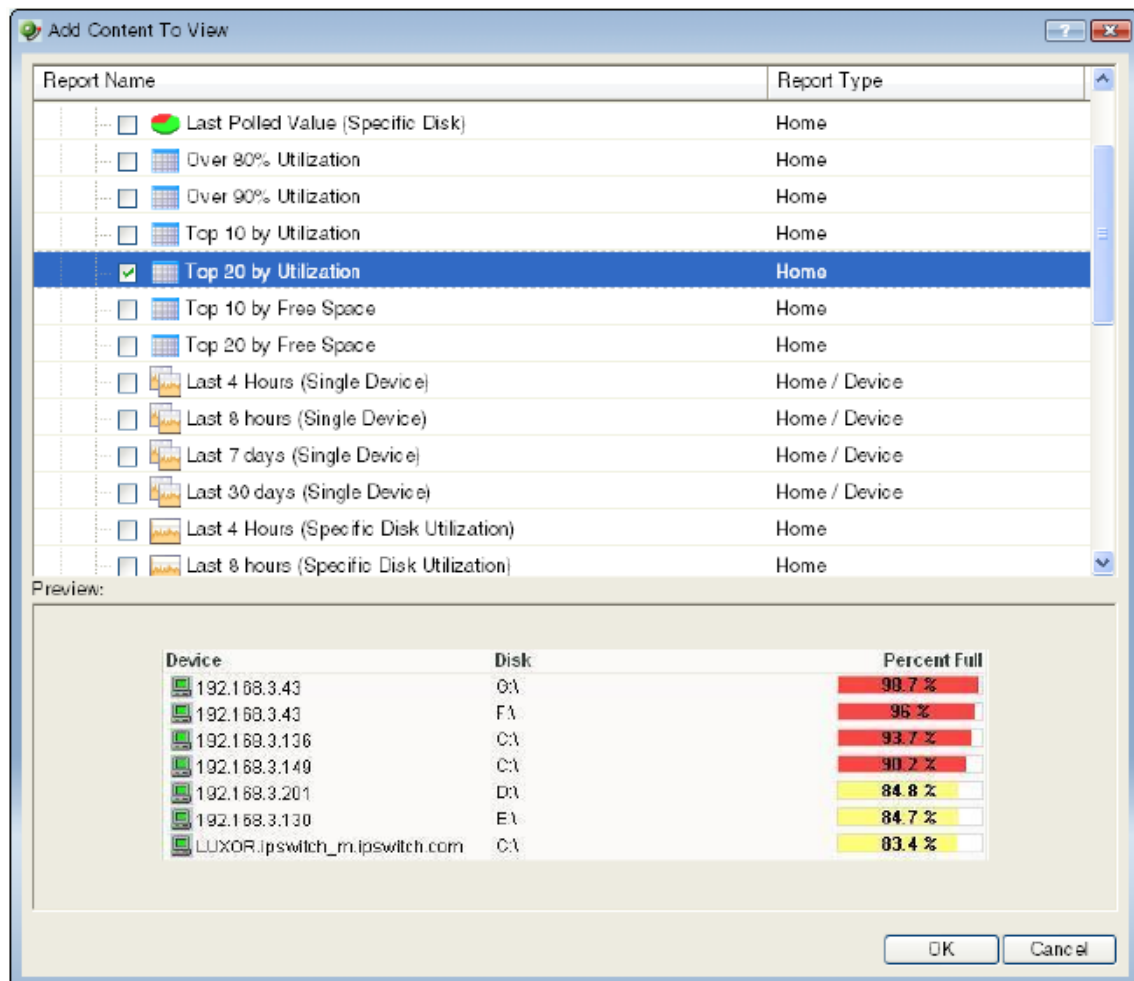 Add Content To View
Report Name Report Type
Last Polled Value (Specific Disk) Home
Over 80% Utilization Home
Over 90% Utilization Home
Top 10 by Utilization Home
Top 20 by Utilization Home
Top 10 by Free Space Home
Top 20 by Free Space Home
Last 4 Hours (Single Device) Home / Device
Last 8 hours (Single Device) Home / Device
Last 7 days (Single Device) Home / Device
Last 30 days (Single Device) Home / Device
Last 4 Hours (Specific Disk Utilization) Home
Last 8 hours (Specific Disk Utilization) Home
Preview:
Device Disk Percent Full
192.168.3.43 G:\ 98.7 %
192.168.3.43 F:\ 96 %
192.168.3.136 C:\ 93.7 %
192.168.3.149 C:\ 90.2 %
192.168.3.201 D:\ 84.8 %
192.168.3.130 E:\ 84.7 %
LUXOR.ipswitch_m.ipswitch.com C:\ 83.4 %
OK Cancel